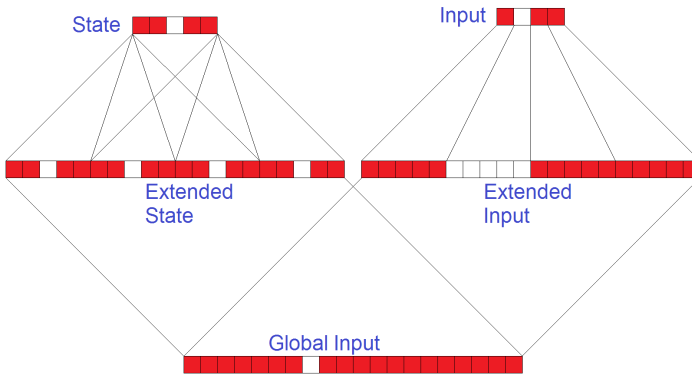 State
Input
Extended
State
Extended
Input
Global Input